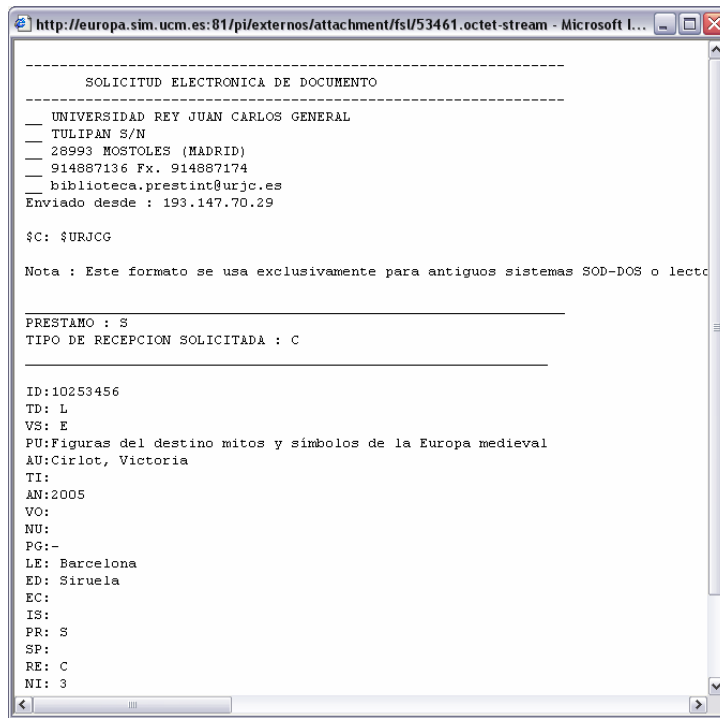 http://europa.sim.ucm.es:81/pi/externos/attachment/fsl/53461.octet-stream - Microsoft I...
----------------------------------------------------------------
SOLICITUD ELECTRONICA DE DOCUMENTO
----------------------------------------------------------------
__ UNIVERSIDAD REY JUAN CARLOS GENERAL
__ TULIPAN S/N
__ 28993 MOSTOLES (MADRID)
__ 914887136 Fx. 914887174
__ biblioteca.prestint@urjc.es
Enviado desde : 193.147.70.29
$C: $URJCG
Nota : Este formato se usa exclusivamente para antiguos sistemas SOD-DOS o lecto
PRESTAMO : S
TIPO DE RECEPCION SOLICITADA : C
ID:10253456
TD: L
VS: E
PU:Figuras del destino mitos y símbolos de la Europa medieval
AU:Cirlot, Victoria
TI:
AN:2005
VO:
NU:
PG:-
LE: Barcelona
ED: Siruela
EC:
IS:
PR: S
SP:
RE: C
NI: 3